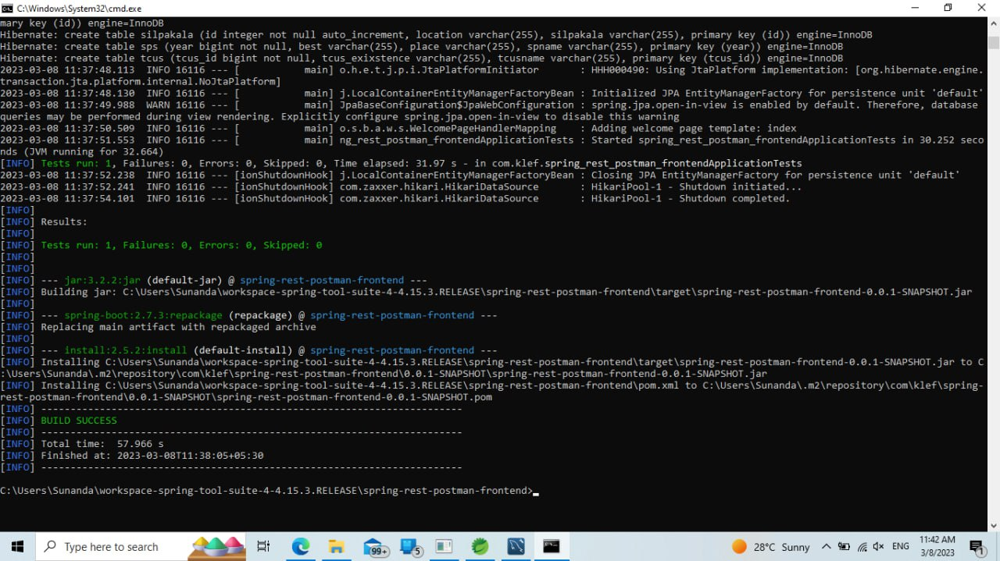 C:\Windows\System32\cmd.exe
mary key (id)) engine=InnoDB
Hibernate: create table silpakala (id integer not null auto_increment, location varchar(255), silpakala varchar(255), primary key (id)) engine=InnoDB
Hibernate: create table sps (year bigint not null, best varchar(255), place varchar(255), spname varchar(255), primary key (year)) engine=InnoDB
Hibernate: create table tcus (tcus_id bigint not null, tcus_exixstence varchar(255), tcusname varchar(255), primary key (tcus_id)) engine=InnoDB
2023-03-08 11:37:48.113  INFO 16116 --- [           main] o.h.e.t.j.p.i.JtaPlatformInitiator       : HHH000490: Using JtaPlatform implementation: [org.hibernate.engine.
transaction.jta.platform.internal.NoJtaPlatform]
2023-03-08 11:37:48.130  INFO 16116 --- [           main] j.LocalContainerEntityManagerFactoryBean : Initialized JPA EntityManagerFactory for persistence unit 'default'
2023-03-08 11:37:49.988  WARN 16116 --- [           main] JpaBaseConfiguration$JpaWebConfiguration : spring.jpa.open-in-view is enabled by default. Therefore, database
queries may be performed during view rendering. Explicitly configure spring.jpa.open-in-view to disable this warning
2023-03-08 11:37:50.509  INFO 16116 --- [           main] o.s.b.a.w.s.WelcomePageHandlerMapping    : Adding welcome page template: index
2023-03-08 11:37:51.553  INFO 16116 --- [           main] ng_rest_postman_frontendApplicationTests : Started spring_rest_postman_frontendApplicationTests in 30.252 seco
nds (JVM running for 32.664)
[INFO] Tests run: 1, Failures: 0, Errors: 0, Skipped: 0, Time elapsed: 31.97 s - in com.klef.spring_rest_postman_frontendApplicationTests
2023-03-08 11:37:52.238  INFO 16116 --- [ionShutdownHook] j.LocalContainerEntityManagerFactoryBean : Closing JPA EntityManagerFactory for persistence unit 'default'
2023-03-08 11:37:52.241  INFO 16116 --- [ionShutdownHook] com.zaxxer.hikari.HikariDataSource       : HikariPool-1 - Shutdown initiated...
2023-03-08 11:37:54.101  INFO 16116 --- [ionShutdownHook] com.zaxxer.hikari.HikariDataSource       : HikariPool-1 - Shutdown completed.
[INFO]
[INFO] Results:
[INFO]
[INFO] Tests run: 1, Failures: 0, Errors: 0, Skipped: 0
[INFO]
[INFO]
[INFO] --- jar:3.2.2:jar (default-jar) @ spring-rest-postman-frontend ---
[INFO] Building jar: C:\Users\Sunanda\workspace-spring-tool-suite-4-4.15.3.RELEASE\spring-rest-postman-frontend\target\spring-rest-postman-frontend-0.0.1-SNAPSHOT.jar
[INFO]
[INFO] --- spring-boot:2.7.3:repackage (repackage) @ spring-rest-postman-frontend ---
[INFO] Replacing main artifact with repackaged archive
[INFO]
[INFO] --- install:2.5.2:install (default-install) @ spring-rest-postman-frontend ---
[INFO] Installing C:\Users\Sunanda\workspace-spring-tool-suite-4-4.15.3.RELEASE\spring-rest-postman-frontend\target\spring-rest-postman-frontend-0.0.1-SNAPSHOT.jar to C
:\Users\Sunanda\.m2\repository\com\klef\spring-rest-postman-frontend\0.0.1-SNAPSHOT\spring-rest-postman-frontend-0.0.1-SNAPSHOT.jar
[INFO] Installing C:\Users\Sunanda\workspace-spring-tool-suite-4-4.15.3.RELEASE\spring-rest-postman-frontend\pom.xml to C:\Users\Sunanda\.m2\repository\com\klef\spring-
rest-postman-frontend\0.0.1-SNAPSHOT\spring-rest-postman-frontend-0.0.1-SNAPSHOT.pom
[INFO] ------------------------------------------------------------------------
[INFO] BUILD SUCCESS
[INFO] ------------------------------------------------------------------------
[INFO] Total time:  57.966 s
[INFO] Finished at: 2023-03-08T11:38:05+05:30
[INFO] ------------------------------------------------------------------------
C:\Users\Sunanda\workspace-spring-tool-suite-4-4.15.3.RELEASE\spring-rest-postman-frontend>
Type here to search
99+
5
28°C Sunny
ENG
11:42 AM
3/8/2023
1